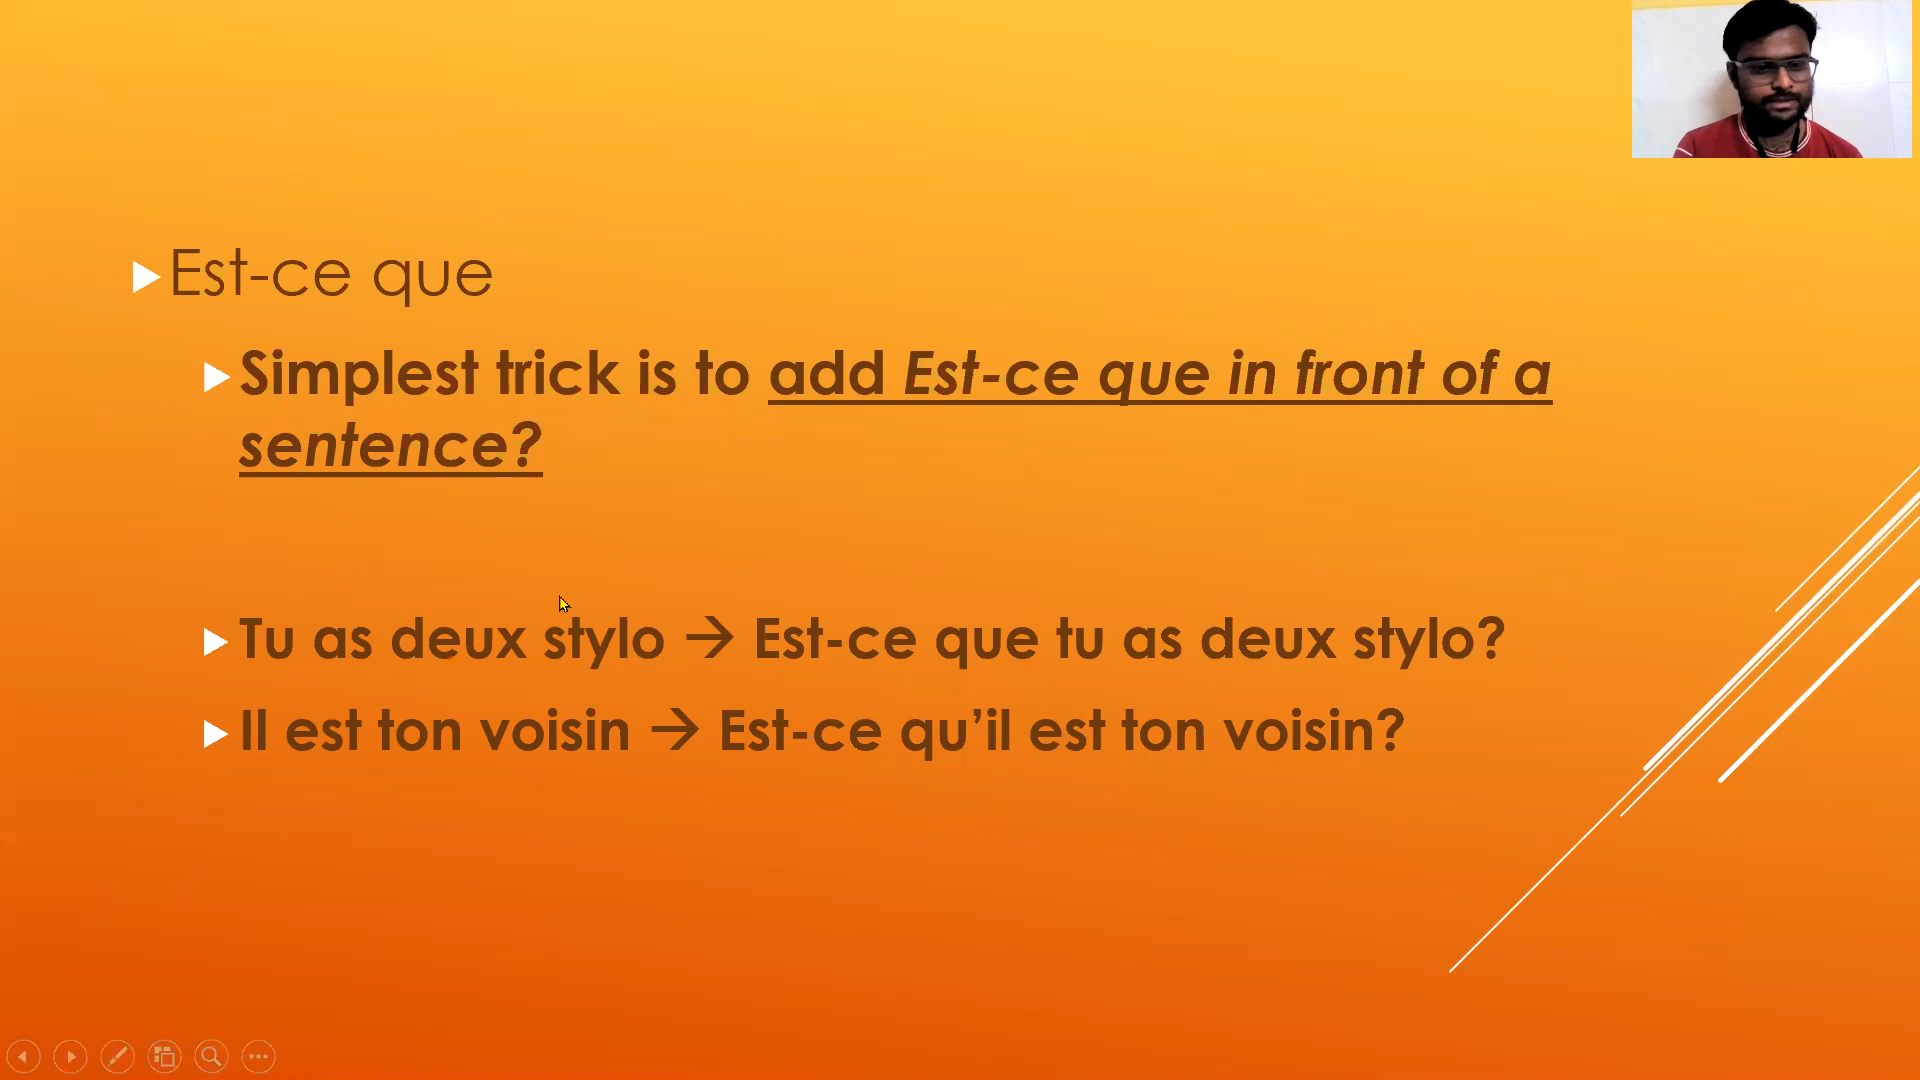 Est-ce que
Simplest trick is to add Est-ce que in front of a
sentence?
Tu as deux stylo → Est-ce que tu as deux stylo?
Il est ton voisin → Est-ce qu’il est ton voisin?